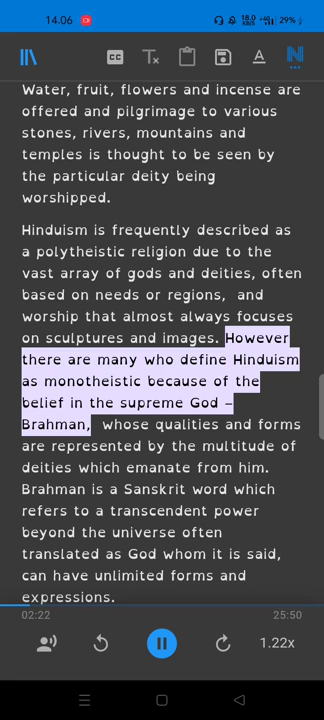 14.06
18.0 KB/S
4G
29%
CC
A
N
Water, fruit, flowers and incense are
offered and pilgrimage to various
stones, rivers, mountains and
temples is thought to be seen by
the particular deity being
worshipped.
Hinduism is frequently described as
a polytheistic religion due to the
vast array of gods and deities, often
based on needs or regions,  and
worship that almost always focuses
on sculptures and images. However
there are many who define Hinduism
as monotheistic because of the
belief in the supreme God –
Brahman,  whose qualities and forms
are represented by the multitude of
deities which emanate from him.
Brahman is a Sanskrit word which
refers to a transcendent power
beyond the universe often
translated as God whom it is said,
can have unlimited forms and
expressions.
02:22
25:50
1.22x